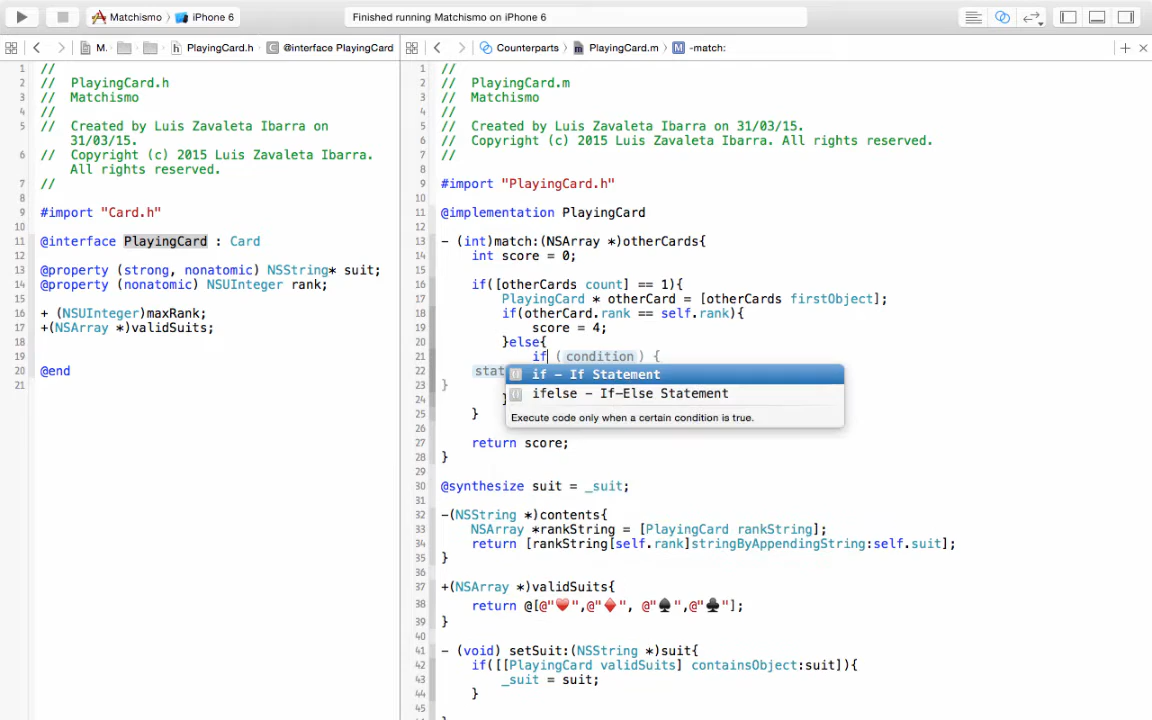 Matchismo iPhone 6 Finished running Matchismo on iPhone 6
M. PlayingCard.h @interface PlayingCard
Counterparts PlayingCard.m -match:
1 //
2 // PlayingCard.h
3 // Matchismo
4 //
5 // Created by Luis Zavaleta Ibarra on
31/03/15.
6 // Copyright (c) 2015 Luis Zavaleta Ibarra.
All rights reserved.
7 //
8
9 #import "Card.h"
10
11 @interface PlayingCard : Card
12
13 @property (strong, nonatomic) NSString* suit;
14 @property (nonatomic) NSUInteger rank;
15
16 + (NSUInteger)maxRank;
17 +(NSArray *)validSuits;
18
19
20 @end
21
1 //
2 // PlayingCard.m
3 // Matchismo
4 //
5 // Created by Luis Zavaleta Ibarra on 31/03/15.
6 // Copyright (c) 2015 Luis Zavaleta Ibarra. All rights reserved.
7 //
8
9 #import "PlayingCard.h"
10
11 @implementation PlayingCard
12
13 - (int)match:(NSArray *)otherCards{
14 int score = 0;
15
16 if([otherCards count] == 1){
17 PlayingCard * otherCard = [otherCards firstObject];
18 if(otherCard.rank == self.rank){
19 score = 4;
20 }else{
21 if (condition) {
22 stat
23 }
24
25 }
if - If Statement
ifelse - If-Else Statement
Execute code only when a certain condition is true.
27 return score;
28 }
29
30 @synthesize suit = _suit;
31
32 -(NSString *)contents{
33 NSArray *rankString = [PlayingCard rankString];
34 return [rankString[self.rank]stringByAppendingString:self.suit];
35 }
36
37 +(NSArray *)validSuits{
38 return @[@"♥",@"♦", @"♠",@"♣"];
39 }
40
41 - (void) setSuit:(NSString *)suit{
42 if([[PlayingCard validSuits] containsObject:suit]){
43 _suit = suit;
44 }